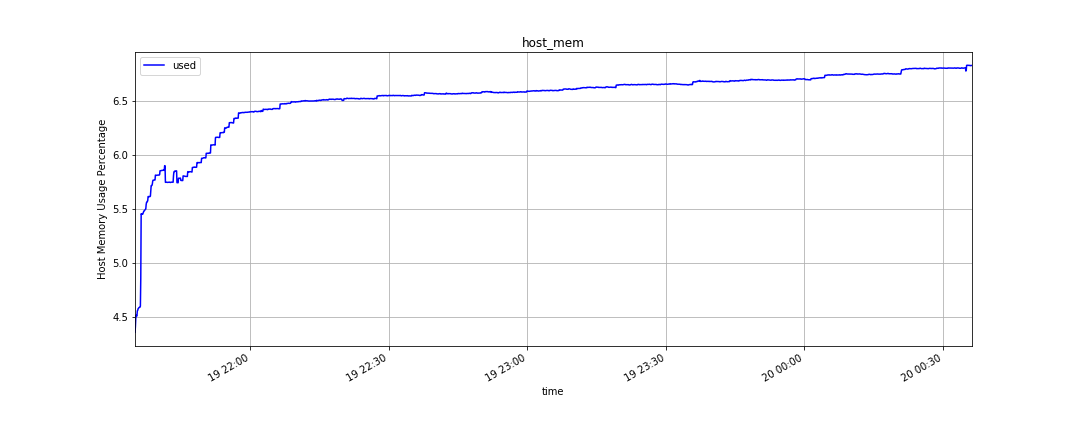 host_mem
used
Host Memory Usage Percentage
6.5
6.0
5.5
5.0
4.5
19 22:00
19 22:30
19 23:00
19 23:30
20 00:00
20 00:30
time